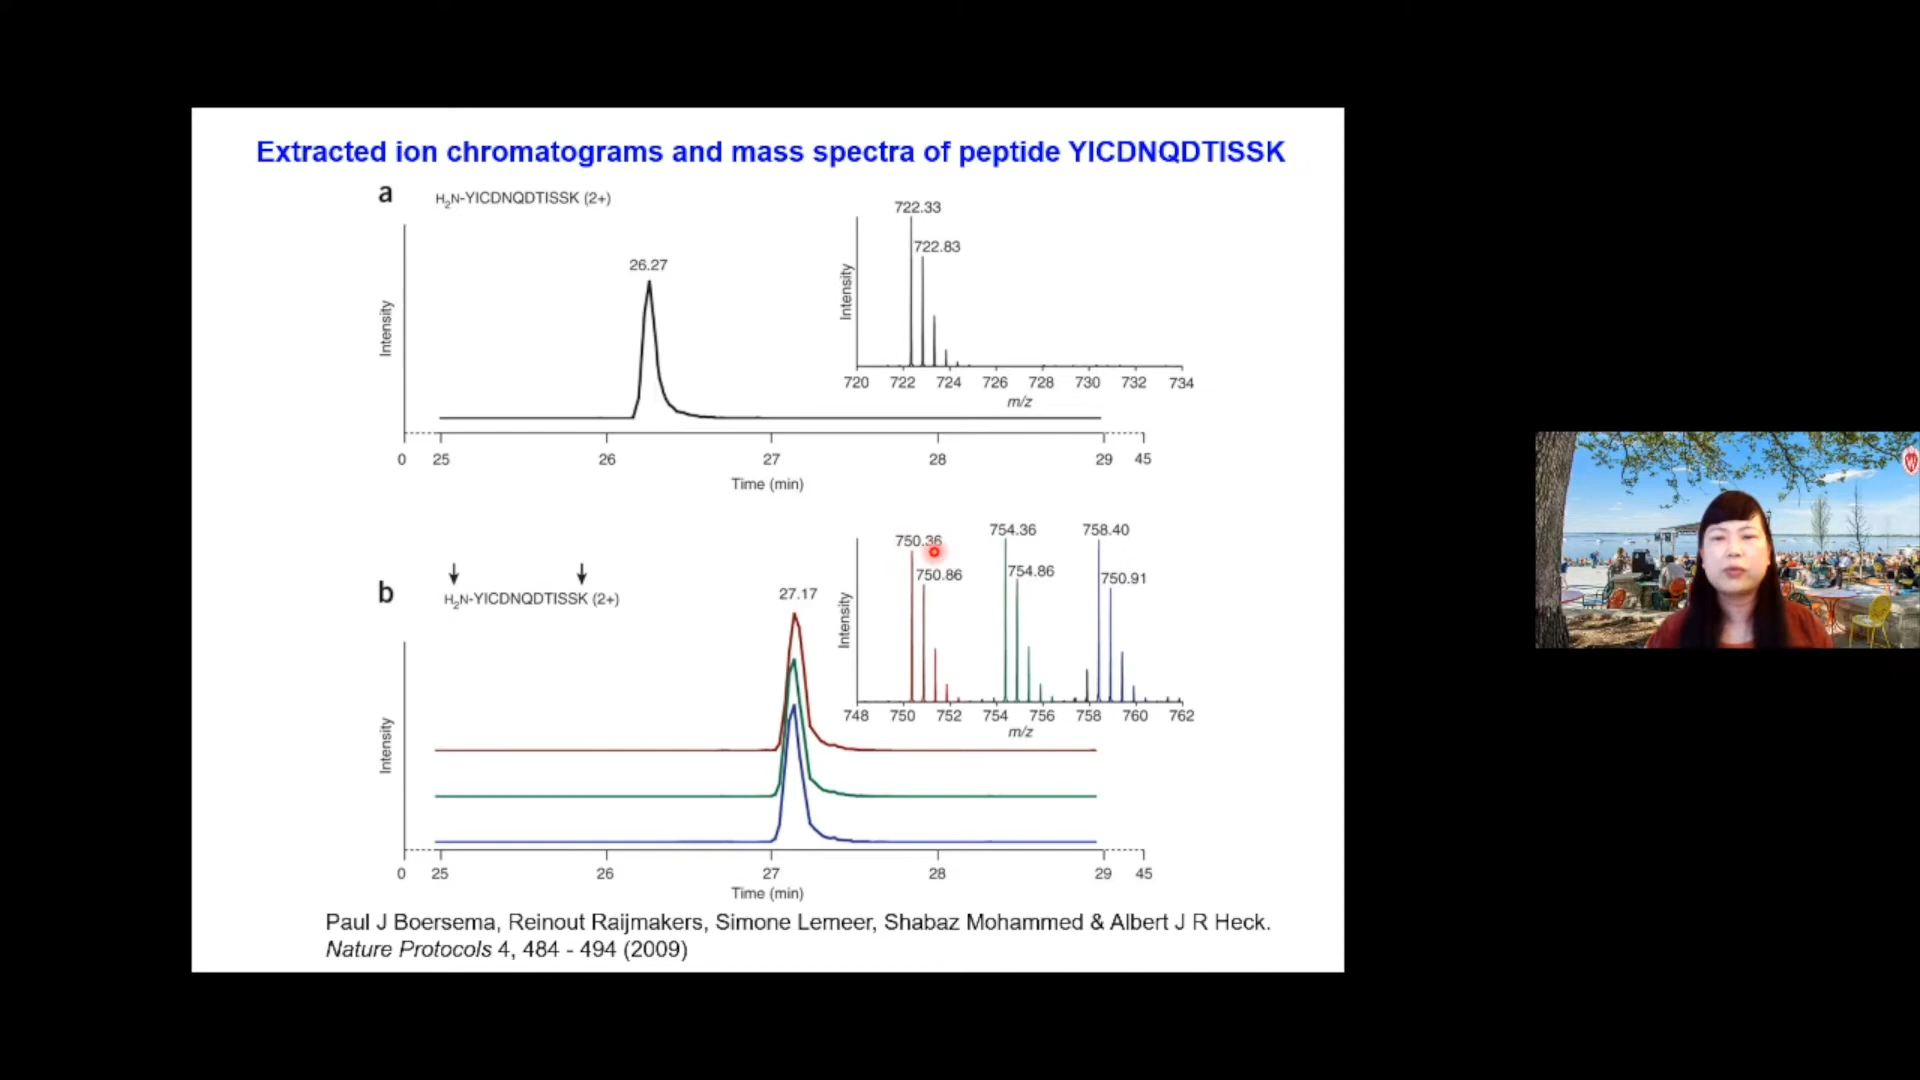 Extracted ion chromatograms and mass spectra of peptide YICDNQDTISSK
a
H2N-YICDNQDTISSK (2+)
26.27
Intensity
0 25 26 27 28 29 45
Time (min)
722.33
722.83
Intensity
720 722 724 726 728 730 732 734
m/z
b
H2N-YICDNQDTISSK (2+)
27.17
Intensity
0 25 26 27 28 29 45
Time (min)
750.36 754.36 758.40
750.86 754.86 750.91
Intensity
748 750 752 754 756 758 760 762
m/z
Paul J Boersema, Reinout Raijmakers, Simone Lemeer, Shabaz Mohammed & Albert J R Heck.
Nature Protocols 4, 484 - 494 (2009)
W